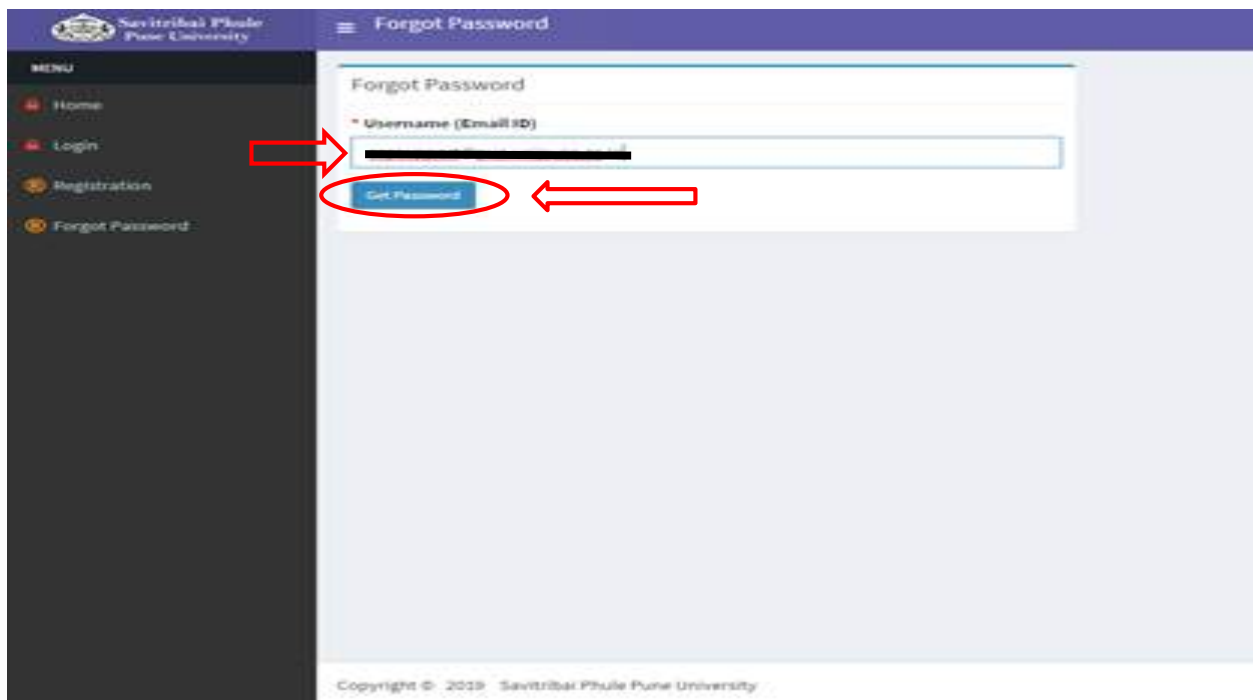 Savitribai Phule
Pune University
Forgot Password
MENU
Home
Login
Registration
Forgot Password
Forgot Password
* Username (Email ID)
Get Password
Copyright © 2019 Savitribai Phule Pune University